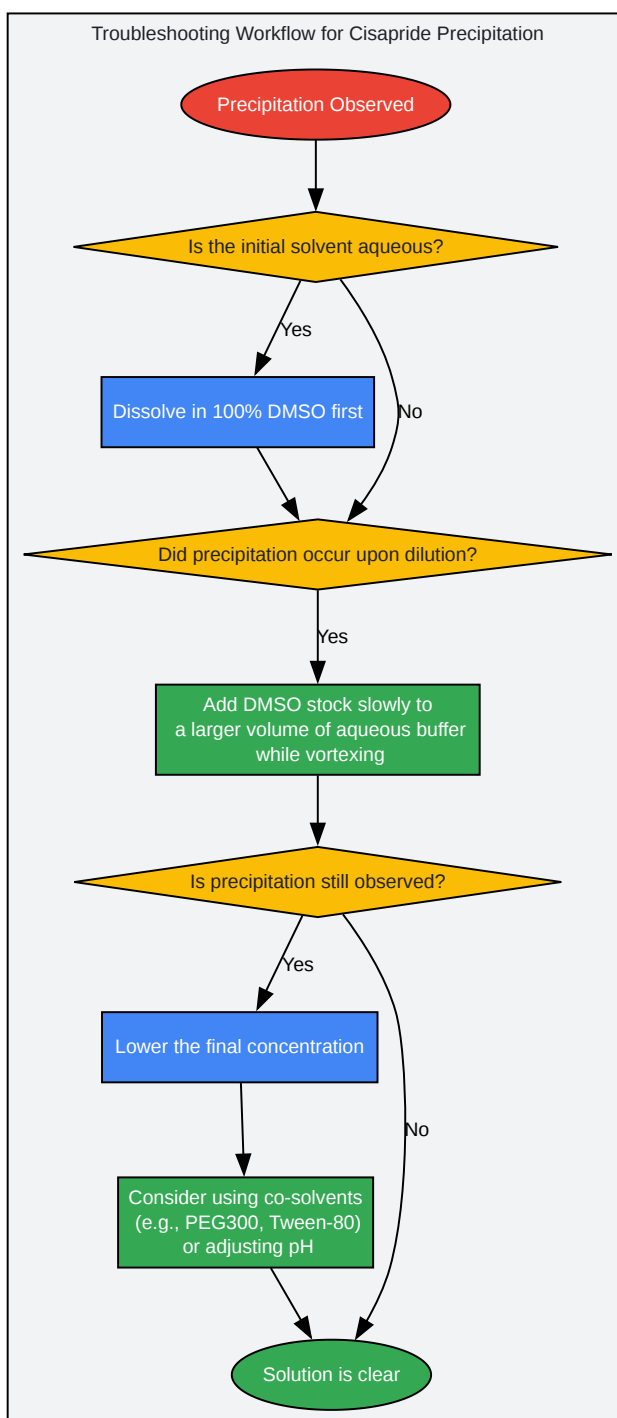 Troubleshooting Workflow for Cisapride Precipitation
Precipitation Observed
Is the initial solvent aqueous?
Yes
Dissolve in 100% DMSO first
No
Did precipitation occur upon dilution?
Yes
Add DMSO stock slowly to
a larger volume of aqueous buffer
while vortexing
Is precipitation still observed?
Yes
Lower the final concentration
No
Consider using co-solvents
(e.g., PEG300, Tween-80)
or adjusting pH
Solution is clear